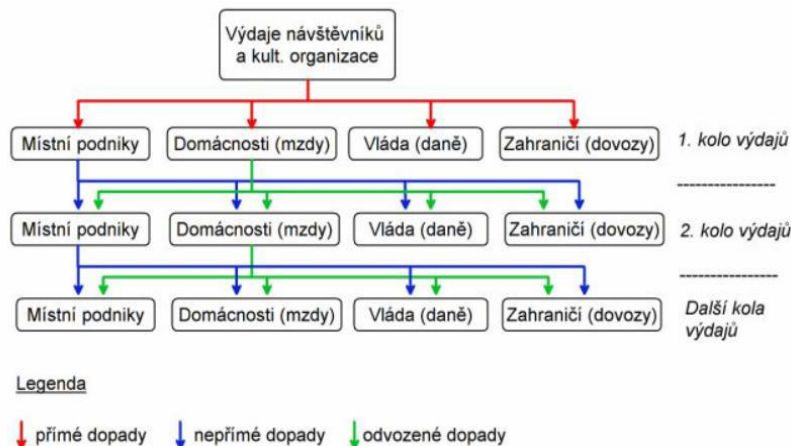 Výdaje návštěvníků
a kult. organizace
Místní podniky Domácnosti (mzdy) Vláda (daně) Zahraničí (dovozy) 1. kolo výdajů
Místní podniky Domácnosti (mzdy) Vláda (daně) Zahraničí (dovozy) 2. kolo výdajů
Místní podniky Domácnosti (mzdy) Vláda (daně) Zahraničí (dovozy) Další kola
výdajů
Legenda
přímé dopady nepřímé dopady odvozené dopady